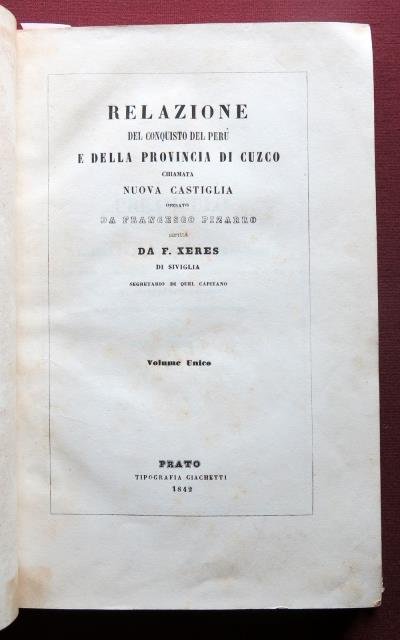 RELAZIONE
DEL CONQUISTO DEL PERÚ
E DELLA PROVINCIA DI CUZCO
CHIAMATA
NUOVA CASTIGLIA
OPERATO
DA FRANCESCO PIZARRO
SCRITTA
DA F. XERES
DI SIVIGLIA
SEGRETARIO DI QUEL CAPITANO
Volume Unico
PRATO
TIPOGRAFIA GIACHETTI
1842